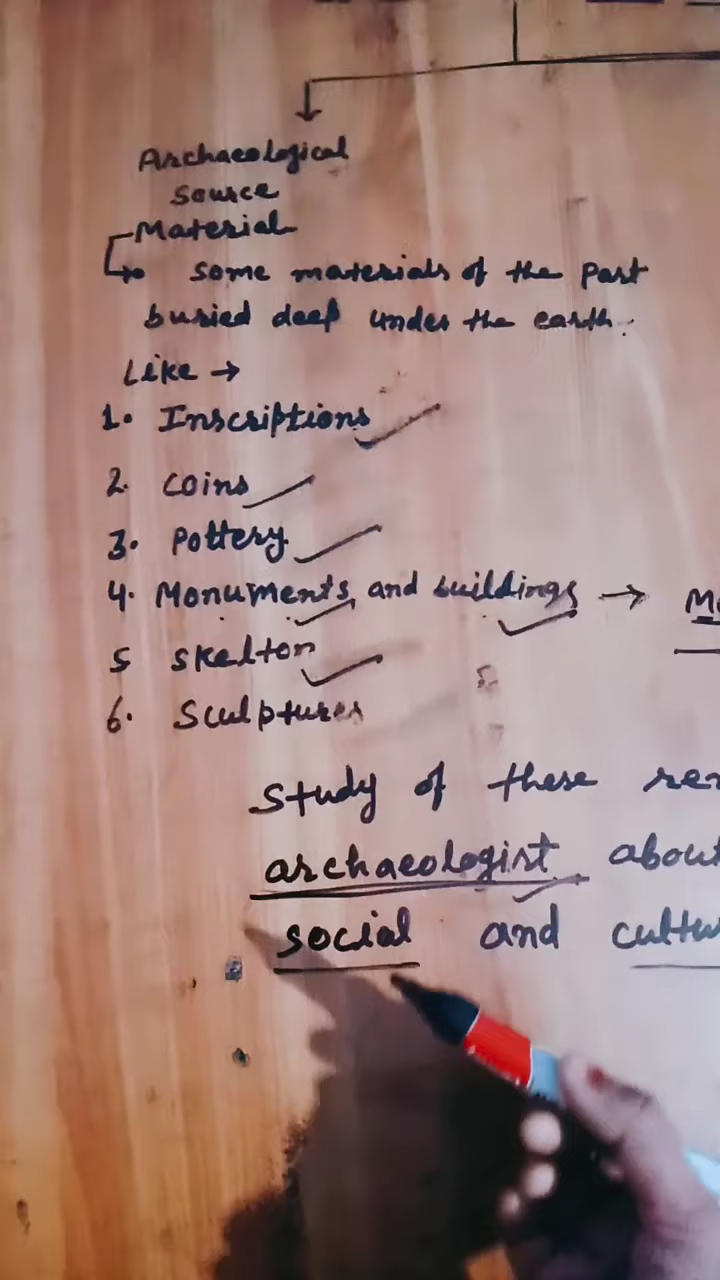 Archaeological
Source
Material
Some materials of the past
buried deep under the earth.
Like →
1. Inscriptions
2. Coins
3. Pottery
4. Monuments and buildings →
5 Skelton
6. Sculptures
Study of these
archaeologist about
social and